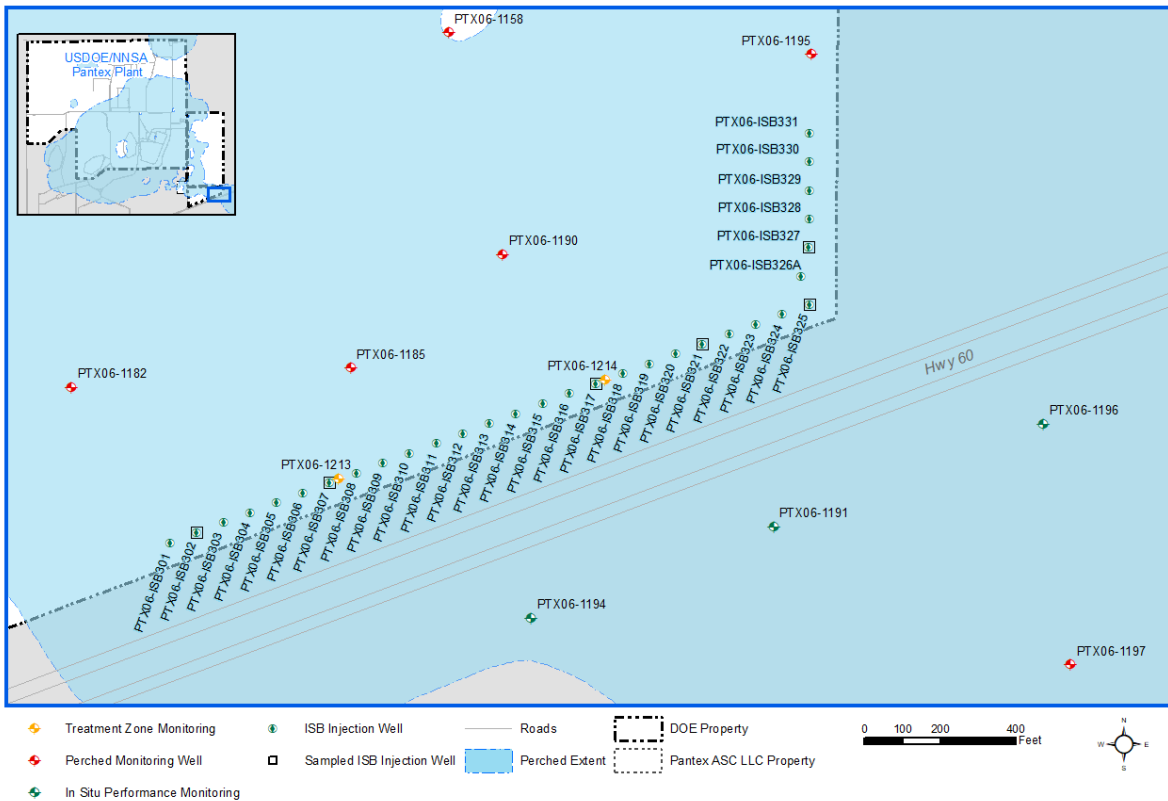 PTX06-1158
PTX06-1195
USDOE/NNSA
Pantex Plant
PTX06-ISB331
PTX06-ISB330
PTX06-ISB329
PTX06-ISB328
PTX06-ISB327
PTX06-1190
PTX06-ISB326A
PTX06-ISB325
PTX06-ISB324
PTX06-ISB323
PTX06-ISB322
PTX06-ISB321
PTX06-ISB320
PTX06-ISB319
PTX06-ISB318
PTX06-ISB317
PTX06-ISB316
PTX06-ISB315
PTX06-ISB314
PTX06-ISB313
PTX06-ISB312
PTX06-ISB311
PTX06-ISB310
PTX06-ISB309
PTX06-ISB308
PTX06-ISB307
PTX06-ISB306
PTX06-ISB305
PTX06-ISB304
PTX06-ISB303
PTX06-ISB302
PTX06-ISB301
PTX06-1185
PTX06-1214
PTX06-1182
Hwy 60
PTX06-1196
PTX06-1213
PTX06-1191
PTX06-1194
PTX06-1197
Treatment Zone Monitoring
ISB Injection Well
Roads
DOE Property
0 100 200 400
Feet
Perched Monitoring Well
Sampled ISB Injection Well
Perched Extent
Pantex ASC LLC Property
In Situ Performance Monitoring
N
W E
S